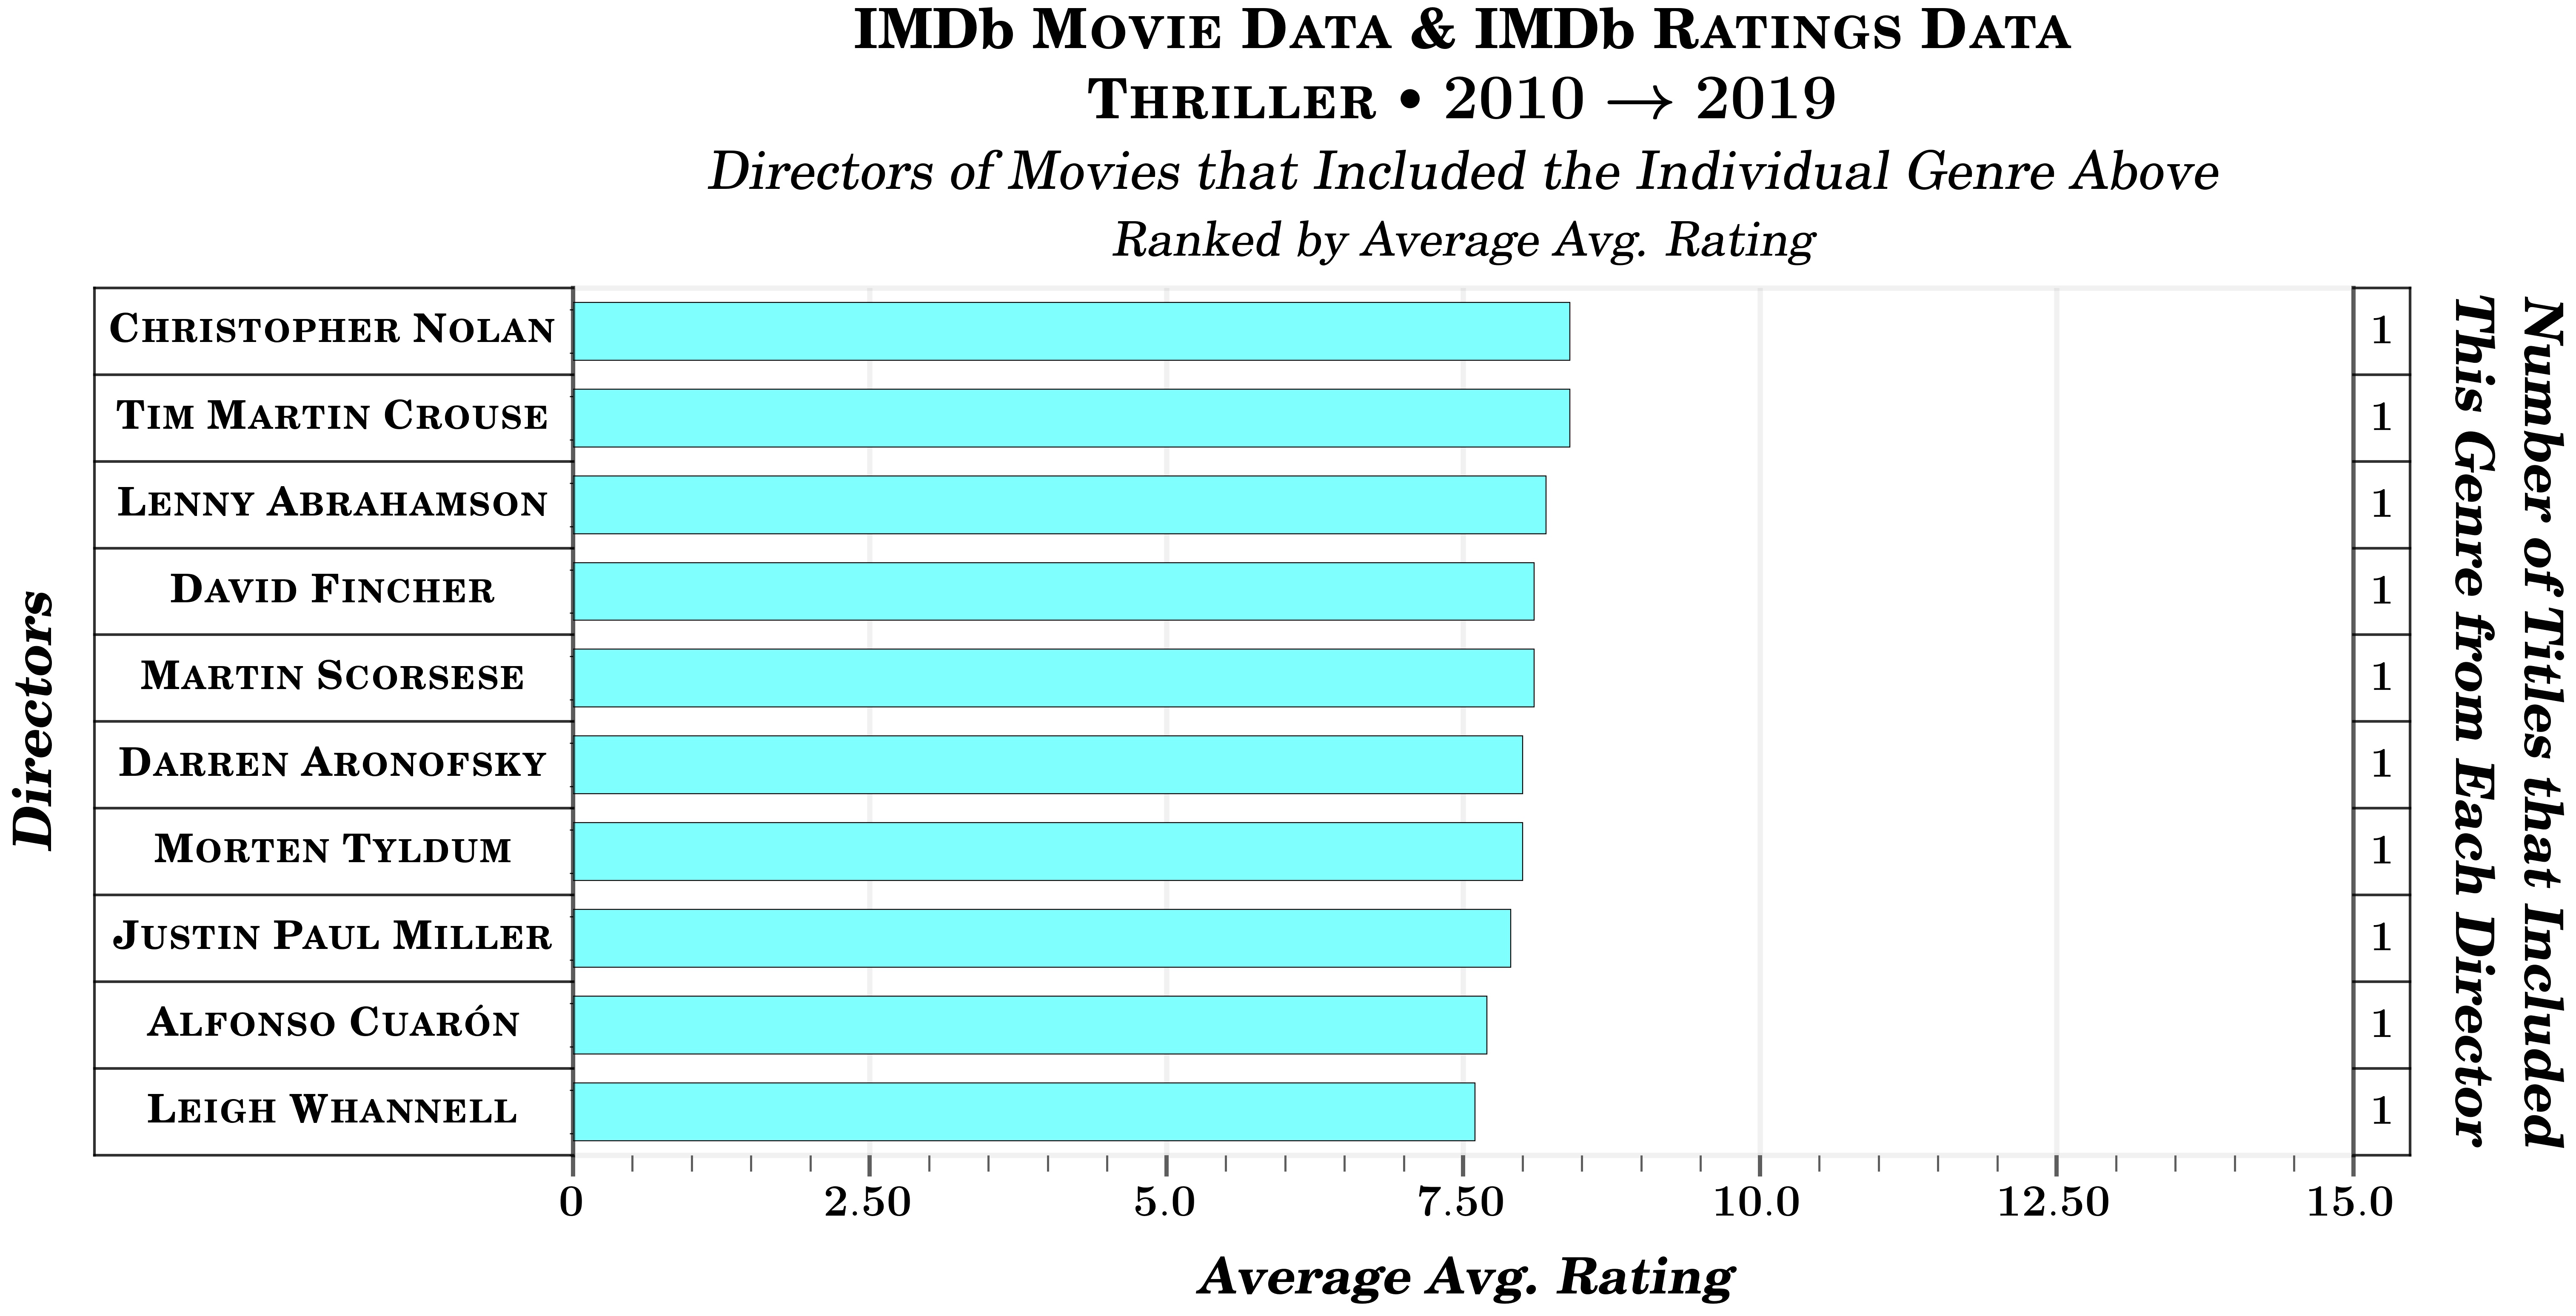 IMDb Movie Data & IMDb Ratings Data
Thriller • 2010 → 2019
Directors of Movies that Included the Individual Genre Above
Ranked by Average Avg. Rating
Directors
Christopher Nolan 1
Tim Martin Crouse 1
Lenny Abrahamson 1
David Fincher 1
Martin Scorsese 1
Darren Aronofsky 1
Morten Tyldum 1
Justin Paul Miller 1
Alfonso Cuarón 1
Leigh Whannell 1
Number of Titles that Included
This Genre from Each Director
0 2.50 5.0 7.50 10.0 12.50 15.0
Average Avg. Rating